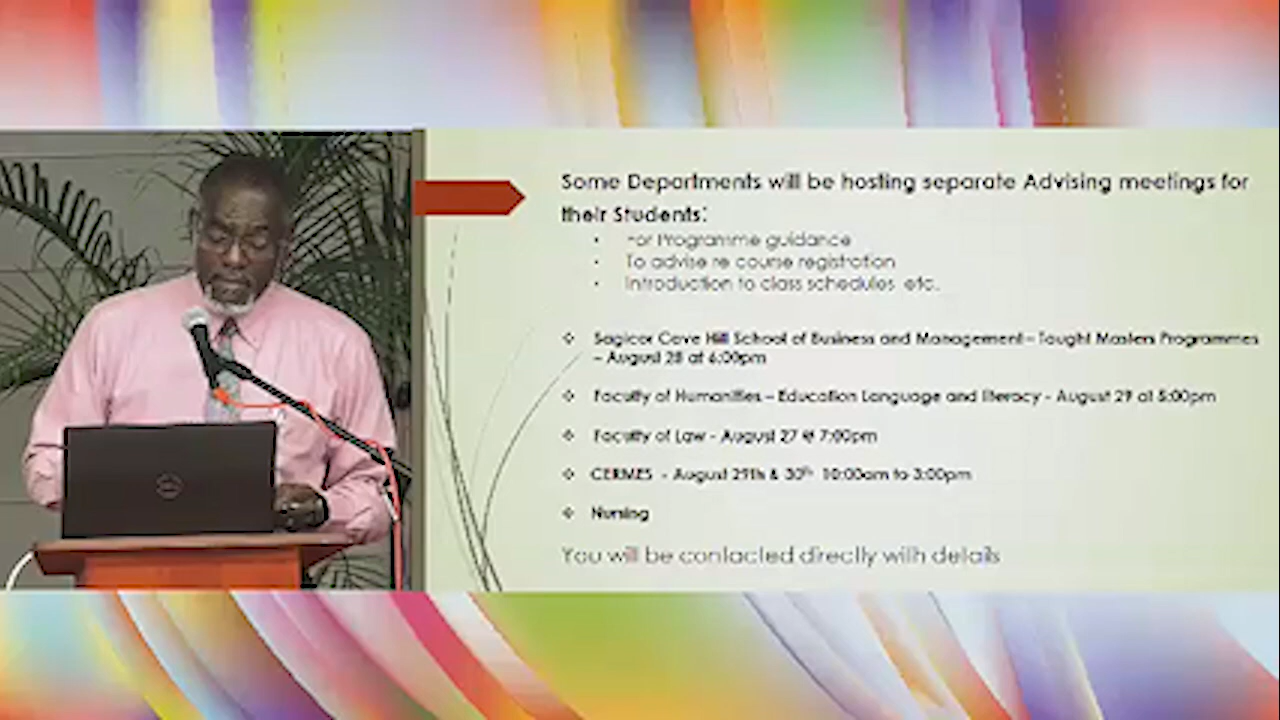 Some Departments will be hosting separate Advising meetings for
their Students:
• For Programme guidance
• To advise re course registration
• Introduction to class schedules etc.
Sagicor Cave Hill School of Business and Management– Taught Masters Programmes
– August 28 at 6:00pm
Faculty of Humanities – Education Language and literacy - August 29 at 5:00pm
Faculty of Law - August 27 @ 7:00pm
CERMES - August 29th & 30th 10:00am to 3:00pm
Nursing
You will be contacted directly with details